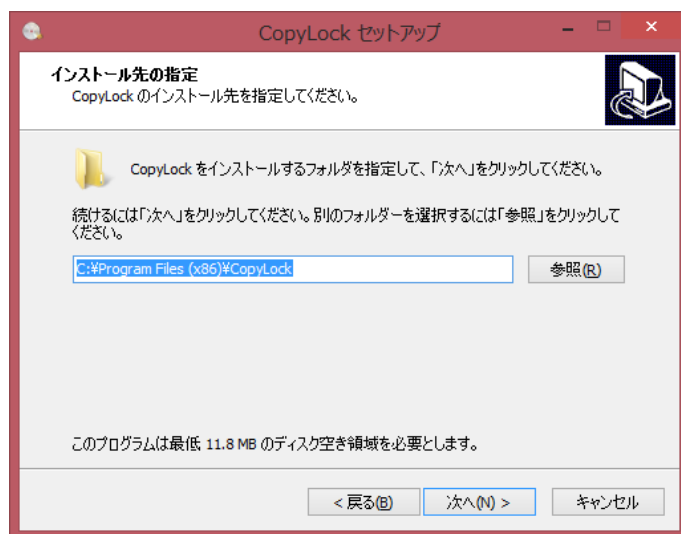 CopyLock セットアップ
インストール先の指定
CopyLock のインストール先を指定してください。
CopyLock をインストールするフォルダを指定して、「次へ」をクリックしてください。
続けるには「次へ」をクリックしてください。別のフォルダーを選択するには「参照」をクリックして
ください。
C:¥Program Files (x86)¥CopyLock
参照(R)
このプログラムは最低 11.8 MB のディスク空き領域を必要とします。
< 戻る(B)
次へ(N) >
キャンセル